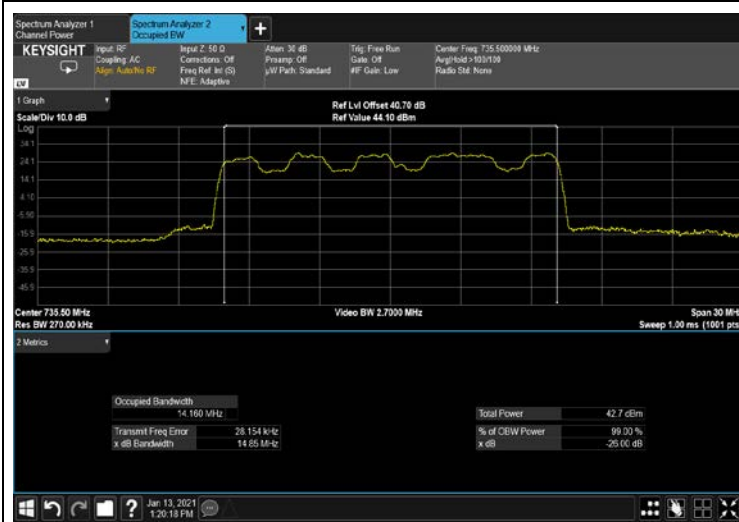 Spectrum Analyzer 1
Channel Power
Spectrum Analyzer 2
Occupied BW
+
KEYSIGHT
LXI
Input: RF
Coupling: AC
Align: Auto/No RF
Input Z: 50 Ω
Corrections: Off
Freq Ref: Int (S)
NFE: Adaptive
Atten: 30 dB
Preamp: Off
µW Path: Standard
Trig: Free Run
Gate: Off
#IF Gain: Low
Center Freq: 735.500000 MHz
Avg|Hold >100/100
Radio Std: None
1 Graph
Scale/Div 10.0 dB
Ref Lvl Offset 40.70 dB
Ref Value 44.10 dBm
Log
34.1
24.1
14.1
4.10
-5.90
-15.9
-25.9
-35.9
-45.9
Center 735.50 MHz
Res BW 270.00 kHz
Video BW 2.7000 MHz
Span 30 MH
Sweep 1.00 ms (1001 pts
2 Metrics
Occupied Bandwidth
14.160 MHz
Transmit Freq Error 28.154 kHz
x dB Bandwidth 14.85 MHz
Total Power 42.7 dBm
% of OBW Power 99.00 %
x dB -26.00 dB
?
Jan 13, 2021
1:20:18 PM